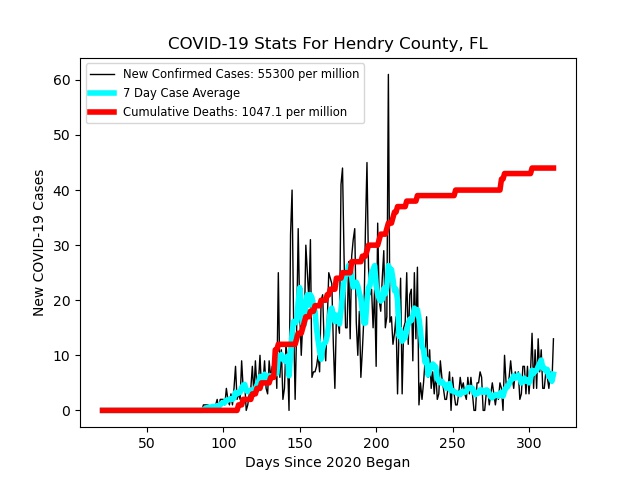 COVID-19 Stats For Hendry County, FL
New Confirmed Cases: 55300 per million
7 Day Case Average
Cumulative Deaths: 1047.1 per million
New COVID-19 Cases
60
50
40
30
20
10
0
50 100 150 200 250 300
Days Since 2020 Began